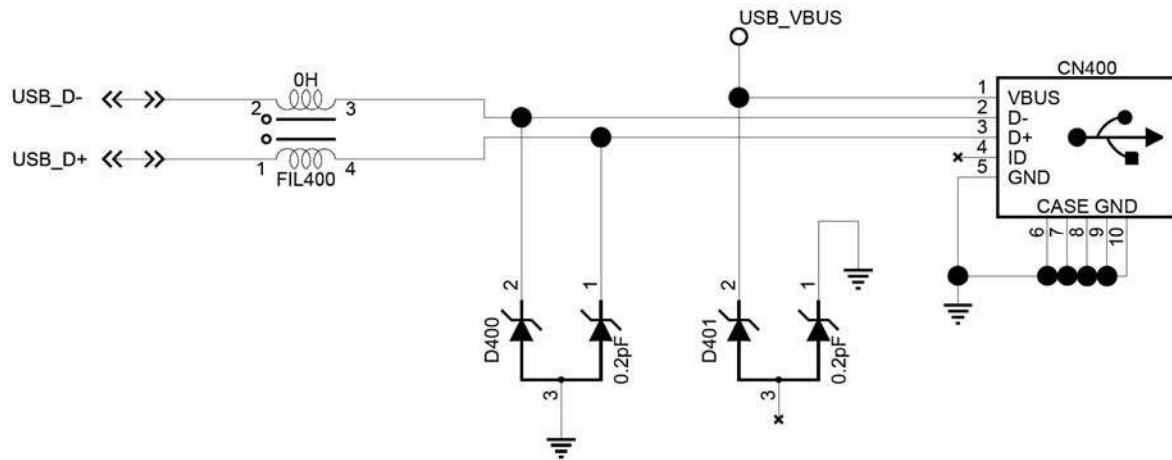 USB_VBUS
USB_D-
0H
2
3
USB_D+
1
4
FIL400
CN400
1
VBUS
2
D-
3
D+
4
ID
5
GND
CASE GND
6
7
8
9
10
2
1
D400
0.2pF
3
2
1
D401
0.2pF
3